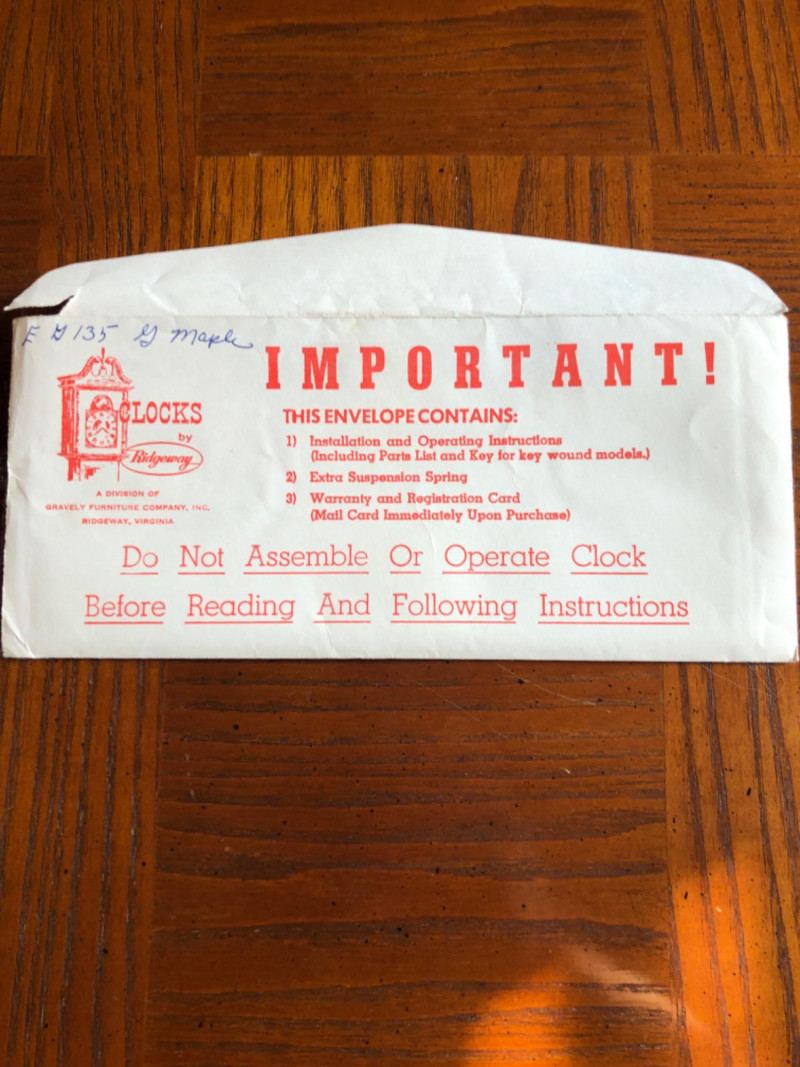 135 Maple
IMPORTANT!
CLOCKS
by
Ridgeway
A DIVISION OF
GRAVELY FURNITURE COMPANY, INC.
RIDGEWAY, VIRGINIA
THIS ENVELOPE CONTAINS:
1) Installation and Operating Instructions
(Including Parts List and Key for key wound models.)
2) Extra Suspension Spring
3) Warranty and Registration Card
(Mail Card Immediately Upon Purchase)
Do Not Assemble Or Operate Clock
Before Reading And Following Instructions